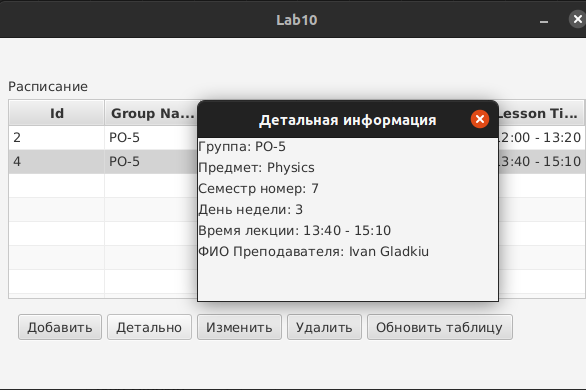 Lab10
Расписание
Id Group Na... Lesson Ti...
2 PO-5 12:00 - 13:20
4 PO-5 13:40 - 15:10
Детальная информация
Группа: PO-5
Предмет: Physics
Семестр номер: 7
День недели: 3
Время лекции: 13:40 - 15:10
ФИО Преподавателя: Ivan Gladkiu
Добавить Детально Изменить Удалить Обновить таблицу